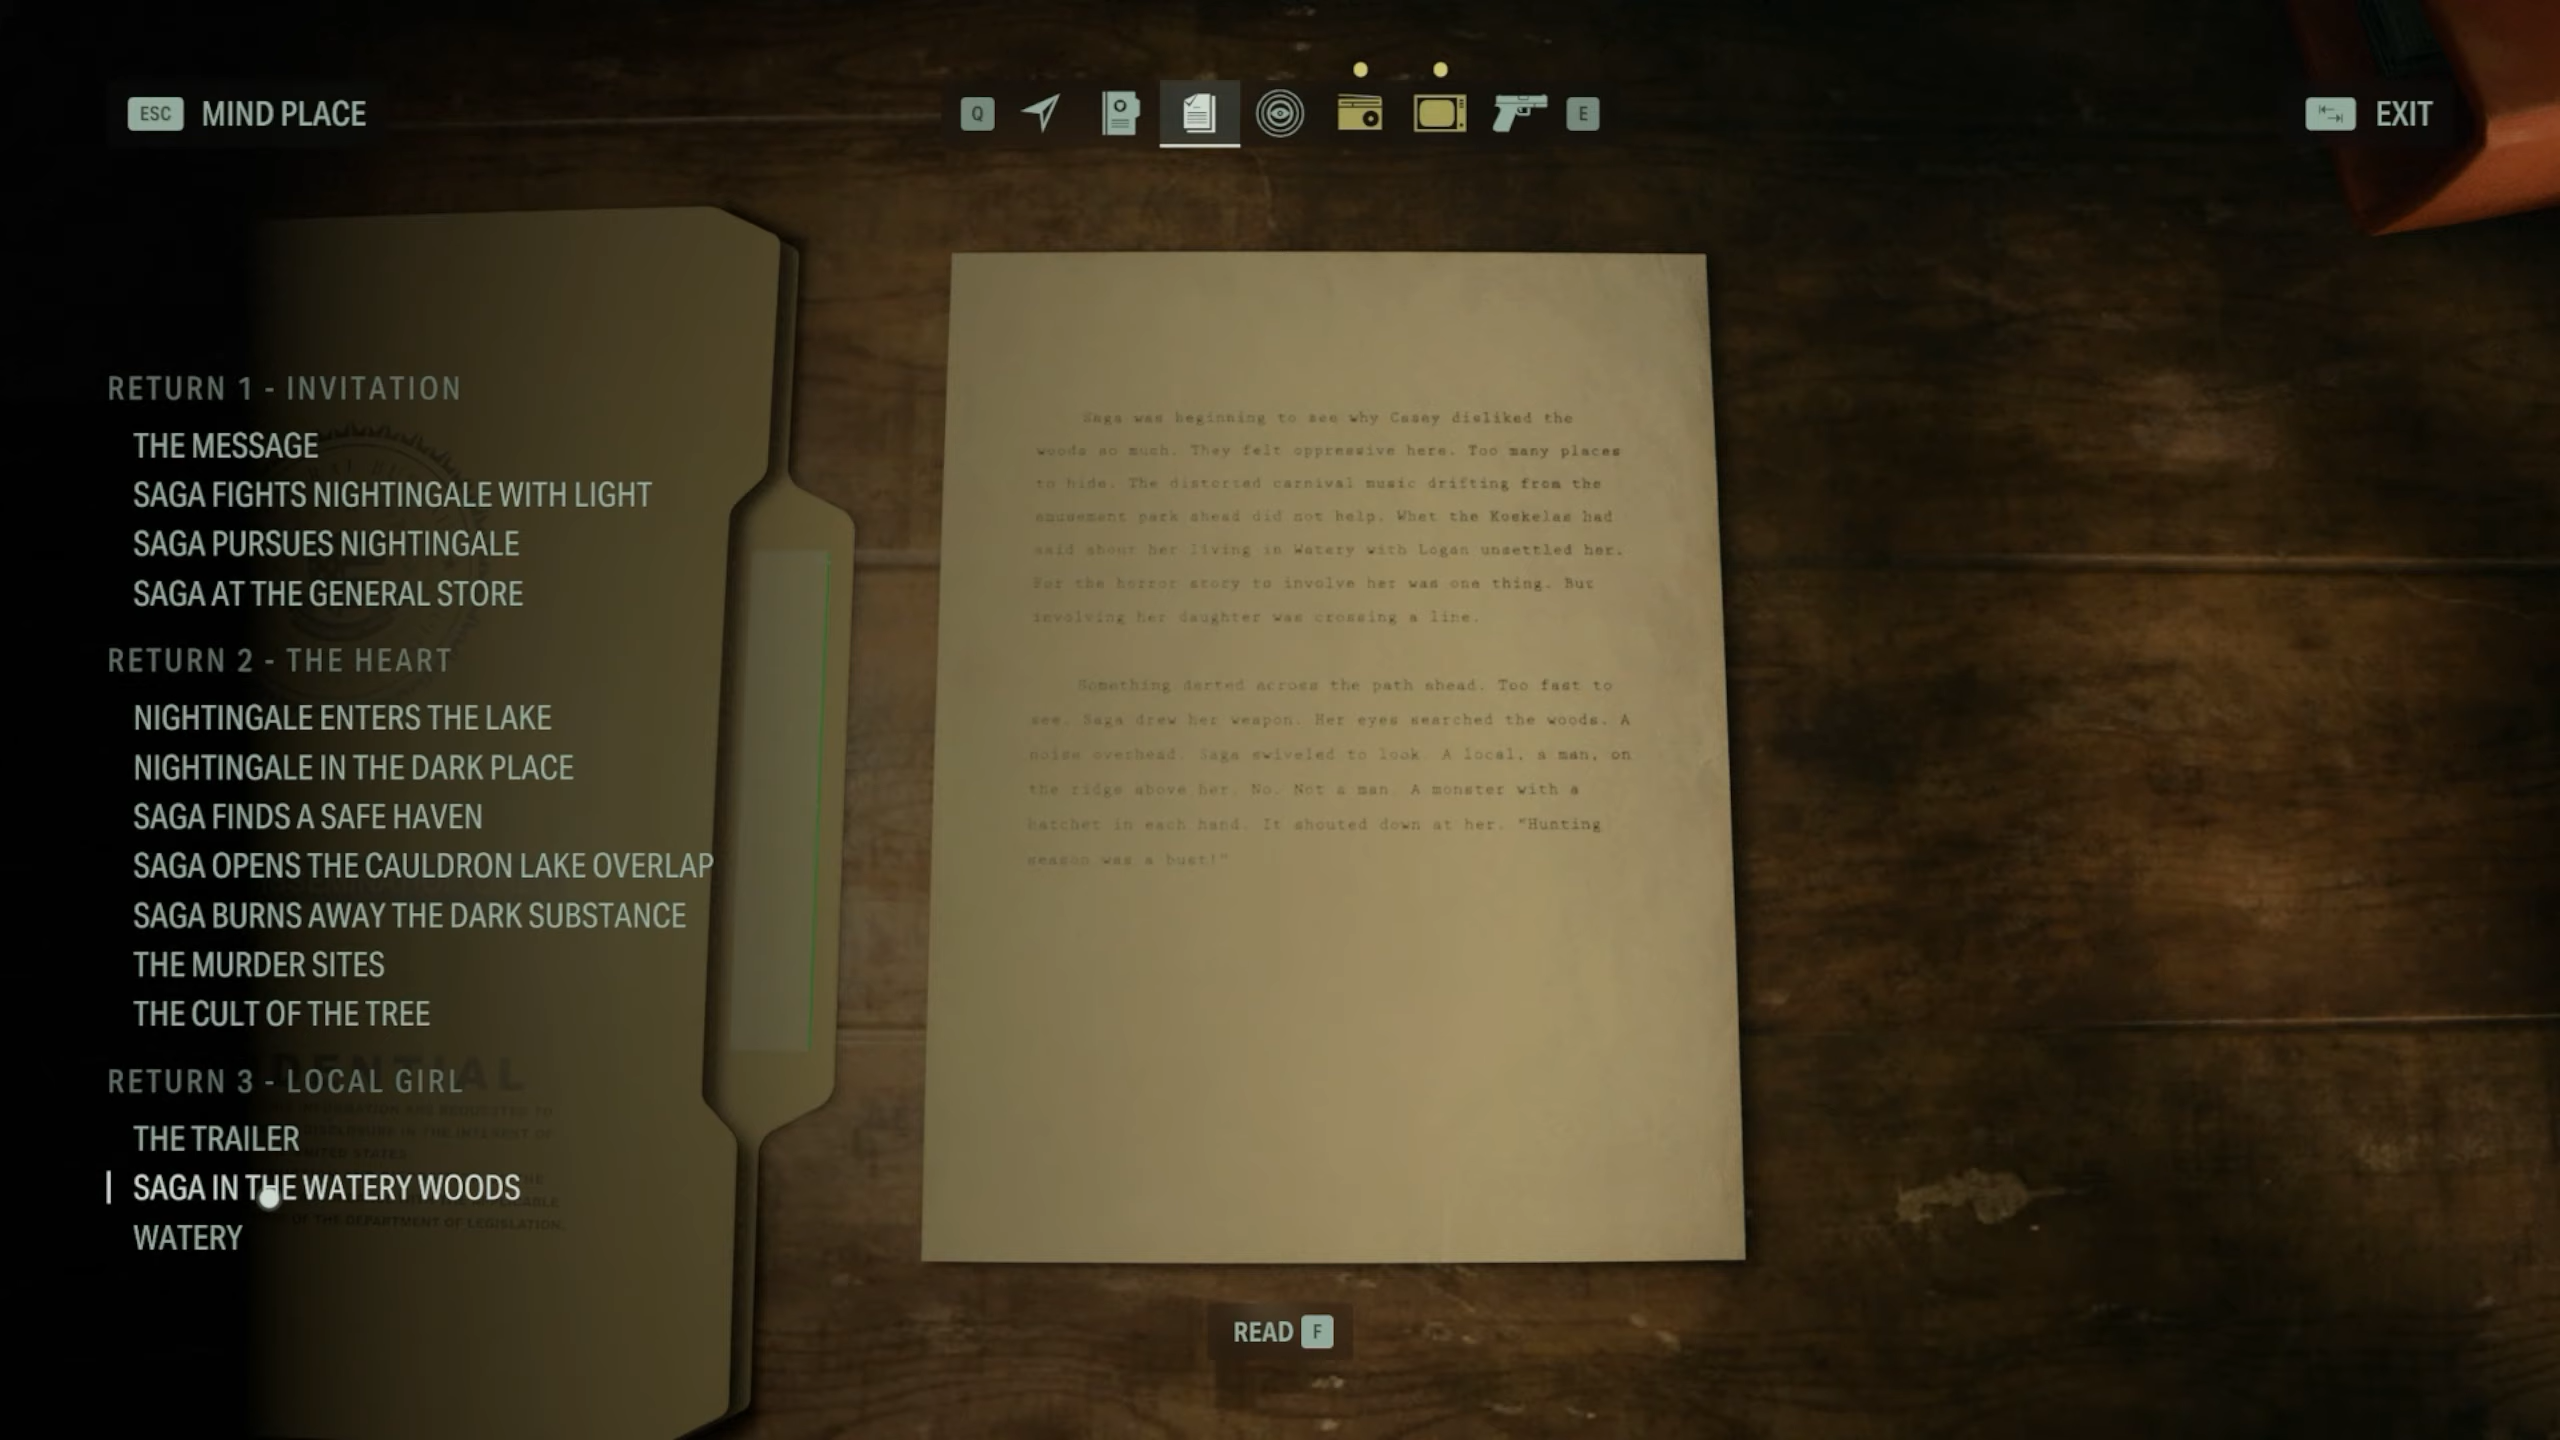 ESC MIND PLACE
Q
E
EXIT
RETURN 1 - INVITATION
THE MESSAGE
SAGA FIGHTS NIGHTINGALE WITH LIGHT
SAGA PURSUES NIGHTINGALE
SAGA AT THE GENERAL STORE
RETURN 2 - THE HEART
NIGHTINGALE ENTERS THE LAKE
NIGHTINGALE IN THE DARK PLACE
SAGA FINDS A SAFE HAVEN
SAGA OPENS THE CAULDRON LAKE OVERLAP
SAGA BURNS AWAY THE DARK SUBSTANCE
THE MURDER SITES
THE CULT OF THE TREE
RETURN 3 - LOCAL GIRL
THE TRAILER
SAGA IN THE WATERY WOODS
WATERY
Saga was beginning to see why Casey disliked the
woods so much. They felt oppressive here. Too many places
to hide. The distorted carnival music drifting from the
amusement park ahead did not help. What the Koskelas had
said about her living in Watery with Logan unsettled her.
For the horror story to involve her was one thing. But
involving her daughter was crossing a line.
Something darted across the path ahead. Too fast to
see. Saga drew her weapon. Her eyes searched the woods. A
noise overhead. Saga swiveled to look. A local, a man, on
the ridge above her. No. Not a man. A monster with a
hatchet in each hand. It shouted down at her. "Hunting
season was a bust!"
READ F
OF THE DEPARTMENT OF LEGISLATION.